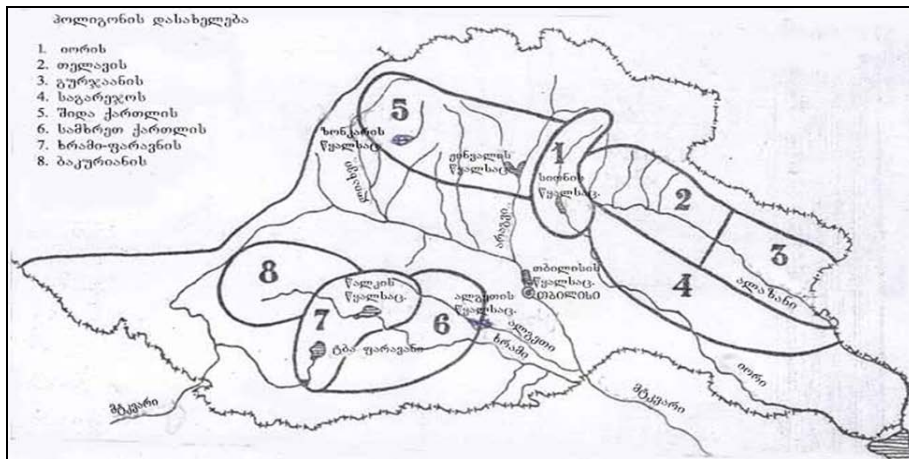 პოლიგონის დასახელება
1. იორის
2. თელავის
3. გურჯაანის
4. საგარეჯოს
5. შიდა ქართლის
6. სამხრეთ ქართლის
7. ხრამი-ფარავნის
8. ბაკურიანის
5
ზონკარის
წყალსაც.
ჟინვალის
წყალსაც.
1
სიონის
წყალსაც.
2
3
4
ალაზანი
თბილისის
წყალსაც.
თბილისი
8
წალკის
წყალსაც.
ალგეთის
წყალსაც.
6
7
ტბა ფარავანი
ალგეთი
ხრამი
იორი
მტკვარი
მტკვარი